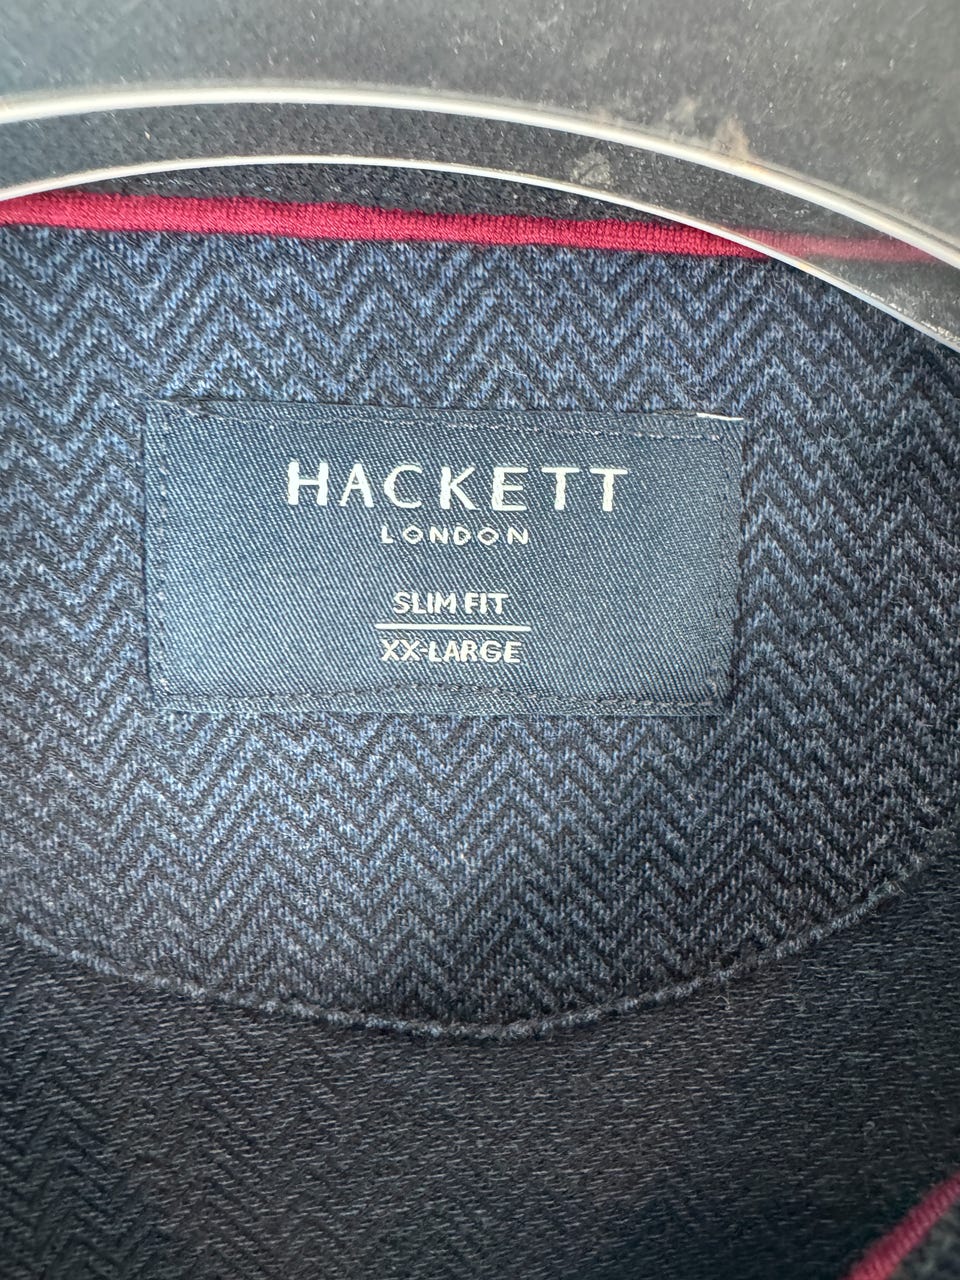 HACKETT
LONDON
SLIM FIT
XX-LARGE